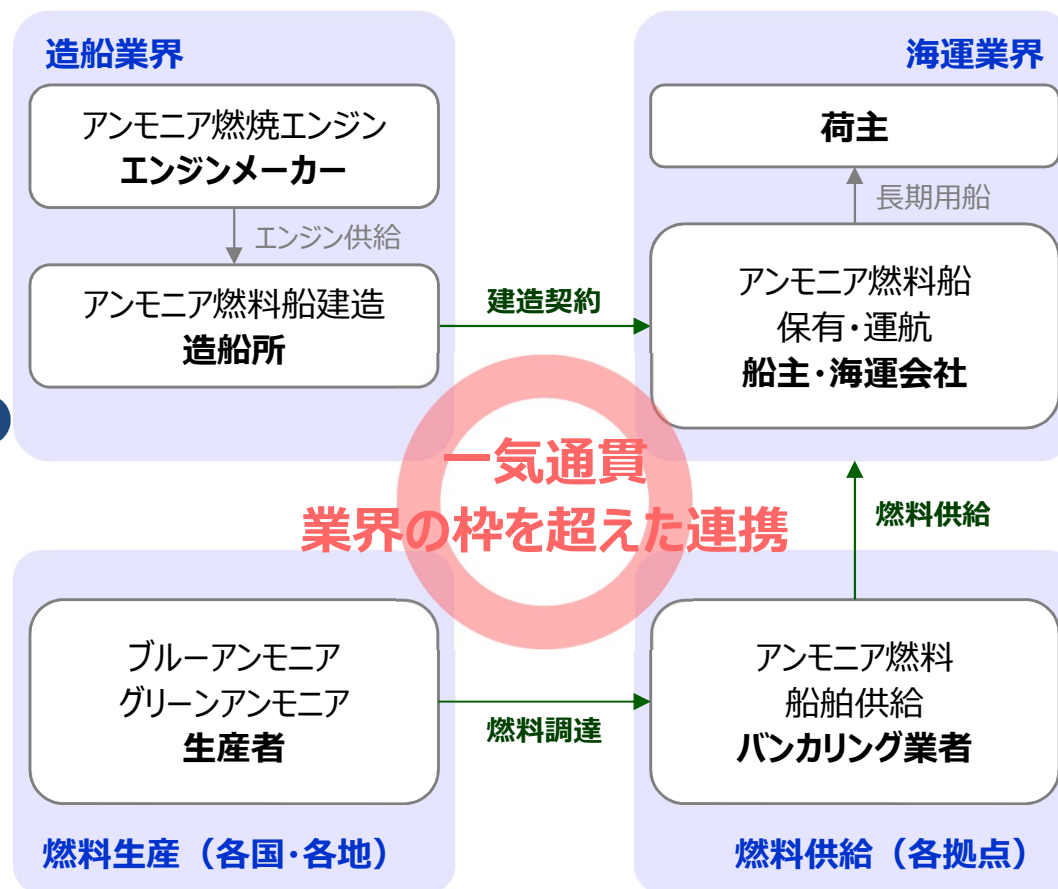 造船業界
アンモニア燃焼エンジン
エンジンメーカー
エンジン供給
アンモニア燃料船建造
造船所
建造契約
海運業界
荷主
長期用船
アンモニア燃料船
保有・運航
船主・海運会社
一気通貫
業界の枠を超えた連携
燃料供給
ブルーアンモニア
グリーンアンモニア
生産者
燃料調達
アンモニア燃料
船舶供給
バンカリング業者
燃料生産（各国・各地）
燃料供給（各拠点）